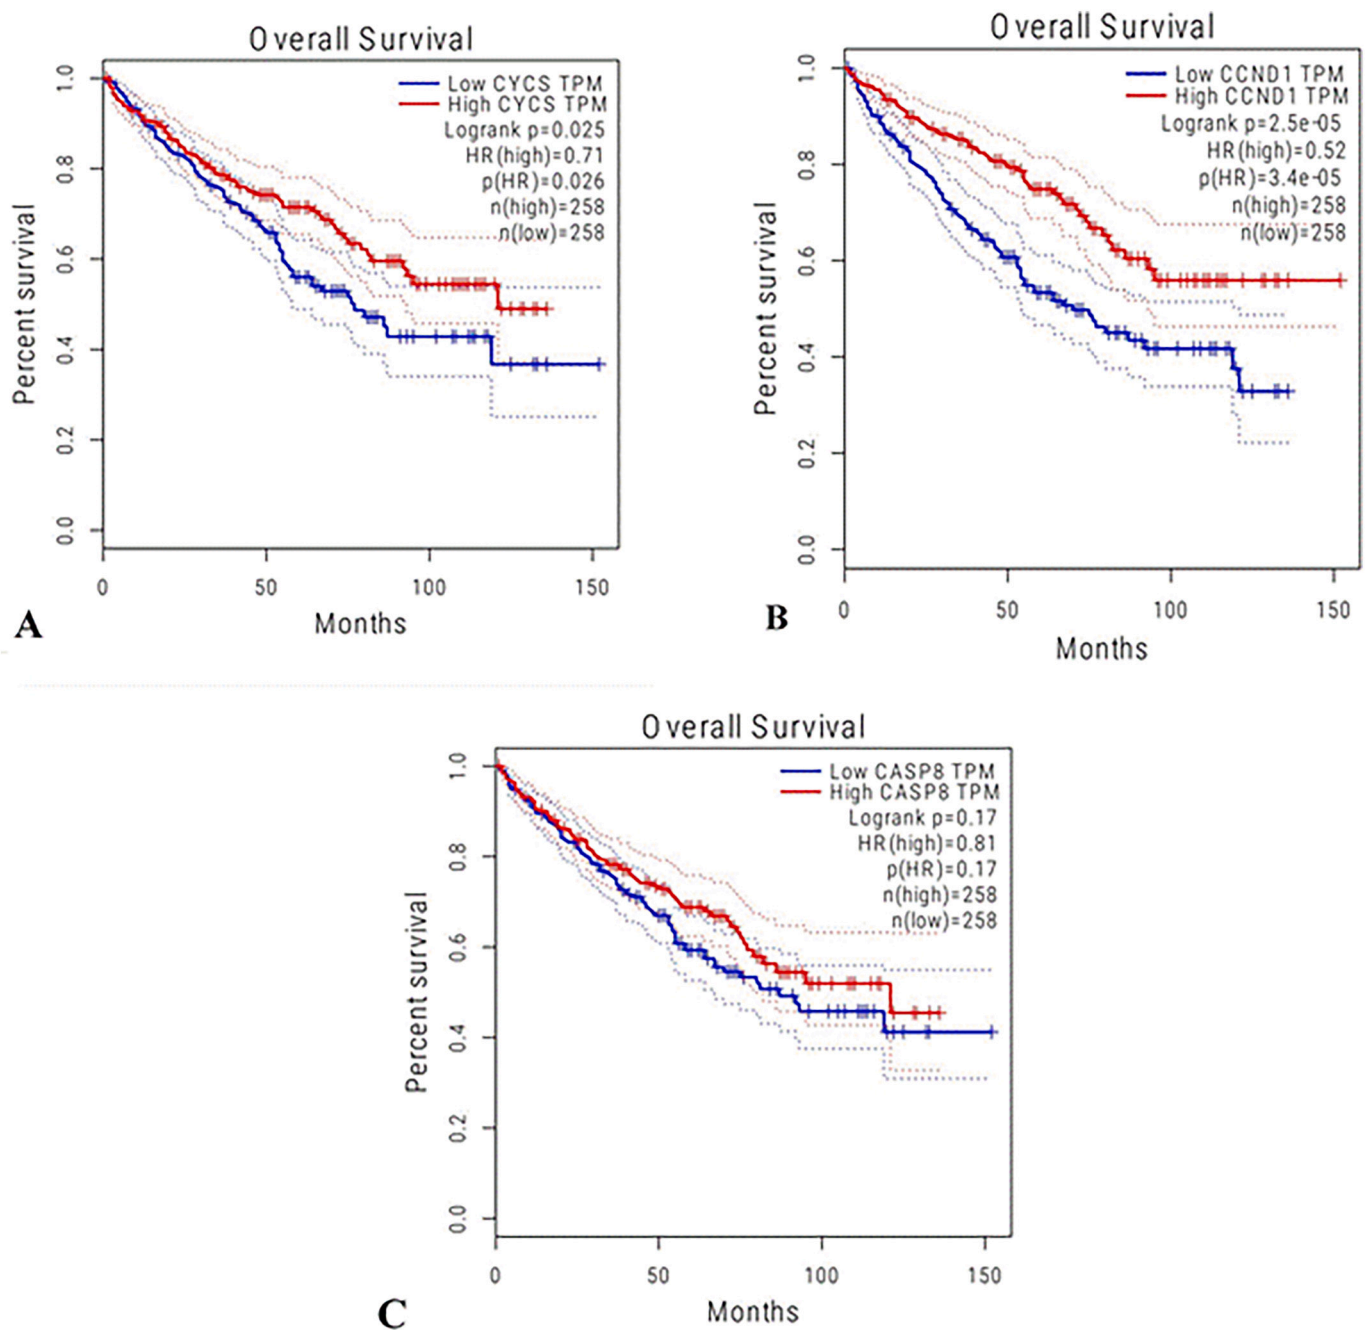 Overall Survival
Low CYCS TPM
High CYCS TPM
Logrank p=0.025
HR(high)=0.71
p(HR)=0.026
n(high)=258
n(low)=258
Percent survival
1.0
0.8
0.6
0.4
0.2
0.0
0 50 100 150
Months
A
Overall Survival
Low CCND1 TPM
High CCND1 TPM
Logrank p=2.5e-05
HR(high)=0.52
p(HR)=3.4e-05
n(high)=258
n(low)=258
Percent survival
1.0
0.8
0.6
0.4
0.2
0.0
0 50 100 150
Months
B
Overall Survival
Low CASP8 TPM
High CASP8 TPM
Logrank p=0.17
HR(high)=0.81
p(HR)=0.17
n(high)=258
n(low)=258
Percent survival
1.0
0.8
0.6
0.4
0.2
0.0
0 50 100 150
Months
C